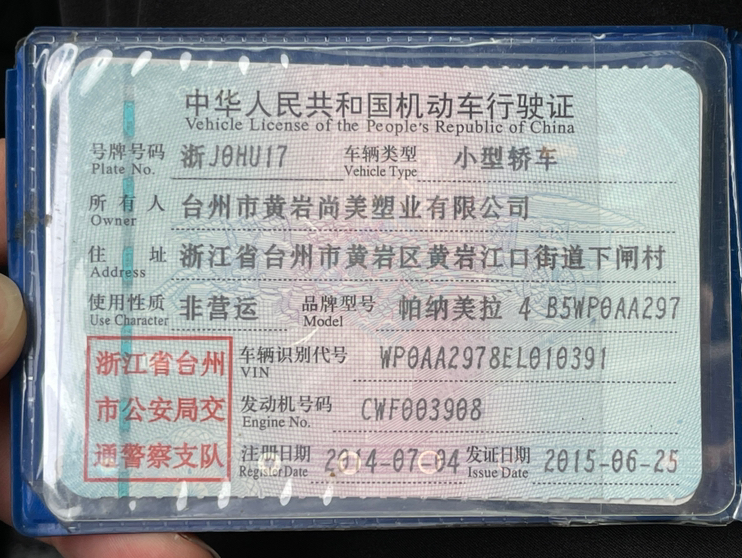 中华人民共和国机动车行驶证
Vehicle License of the People's Republic of China
号牌号码 浙J0HU17 车辆类型 小型轿车
Plate No. Vehicle Type
所有人 台州市黄岩尚美塑业有限公司
Owner
住址 浙江省台州市黄岩区黄岩江口街道下闸村
Address
使用性质 非营运 品牌型号 帕纳美拉 4 B5WP0AA297
Use Character Model
浙江省台州 车辆识别代号 WP0AA2978EL010391
VIN
市公安局交 发动机号码 CWF003908
Engine No.
通警察支队 注册日期 2014-07-04 发证日期 2015-06-25
Register Date Issue Date